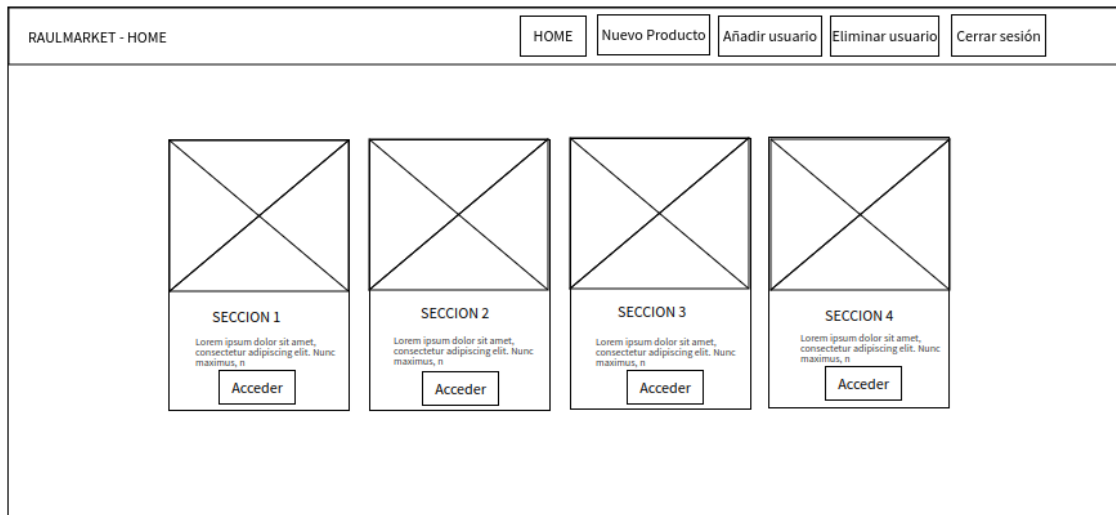 RAULMARKET - HOME
HOME
Nuevo Producto
Añadir usuario
Eliminar usuario
Cerrar sesión
SECCION 1
Lorem ipsum dolor sit amet,
consectetur adipiscing elit. Nunc
maximus, n
Acceder
SECCION 2
Lorem ipsum dolor sit amet,
consectetur adipiscing elit. Nunc
maximus, n
Acceder
SECCION 3
Lorem ipsum dolor sit amet,
consectetur adipiscing elit. Nunc
maximus, n
Acceder
SECCION 4
Lorem ipsum dolor sit amet,
consectetur adipiscing elit. Nunc
maximus, n
Acceder